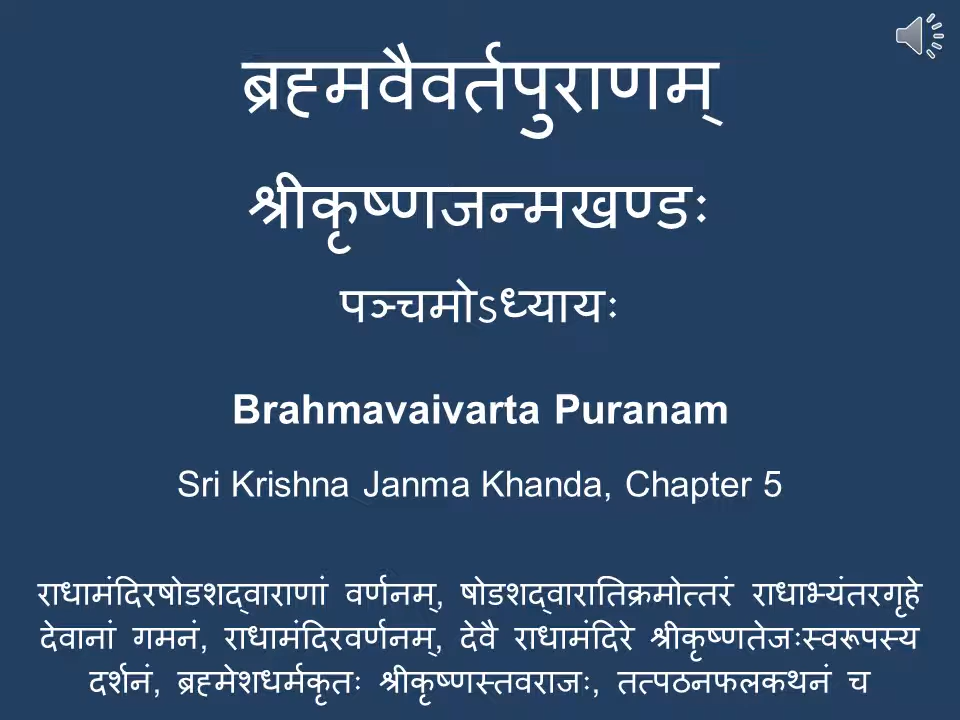 ब्रह्मवैवर्तपुराणम्
श्रीकृष्णजन्मखण्डः
पञ्चमोऽध्यायः
Brahmavaivarta Puranam
Sri Krishna Janma Khanda, Chapter 5
राधामंदिरषोडशद्वाराणां वर्णनम्, षोडशद्वारातिक्रमोत्तरं राधाभ्यंतरगृहे
देवानां गमनं, राधामंदिरवर्णनम्, देवै राधामंदिरे श्रीकृष्णतेजःस्वरूपस्य
दर्शनं, ब्रह्मेशधर्मकृतः श्रीकृष्णस्तवराजः, तत्पठनफलकथनं च